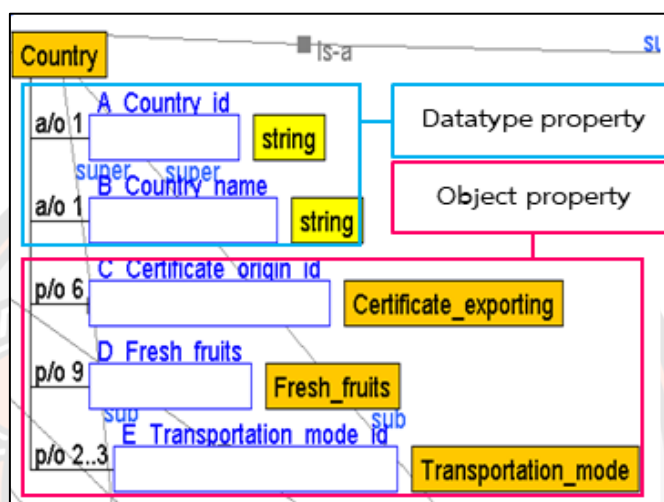 Country
Is-a
su
A Country id
a/o 1
string
Datatype property
super
super
B Country name
a/o 1
string
Object property
C Certificate origin id
p/o 6
Certificate_exporting
D Fresh fruits
p/o 9
Fresh_fruits
sub
sub
E Transportation mode id
p/o 2..3
Transportation_mode